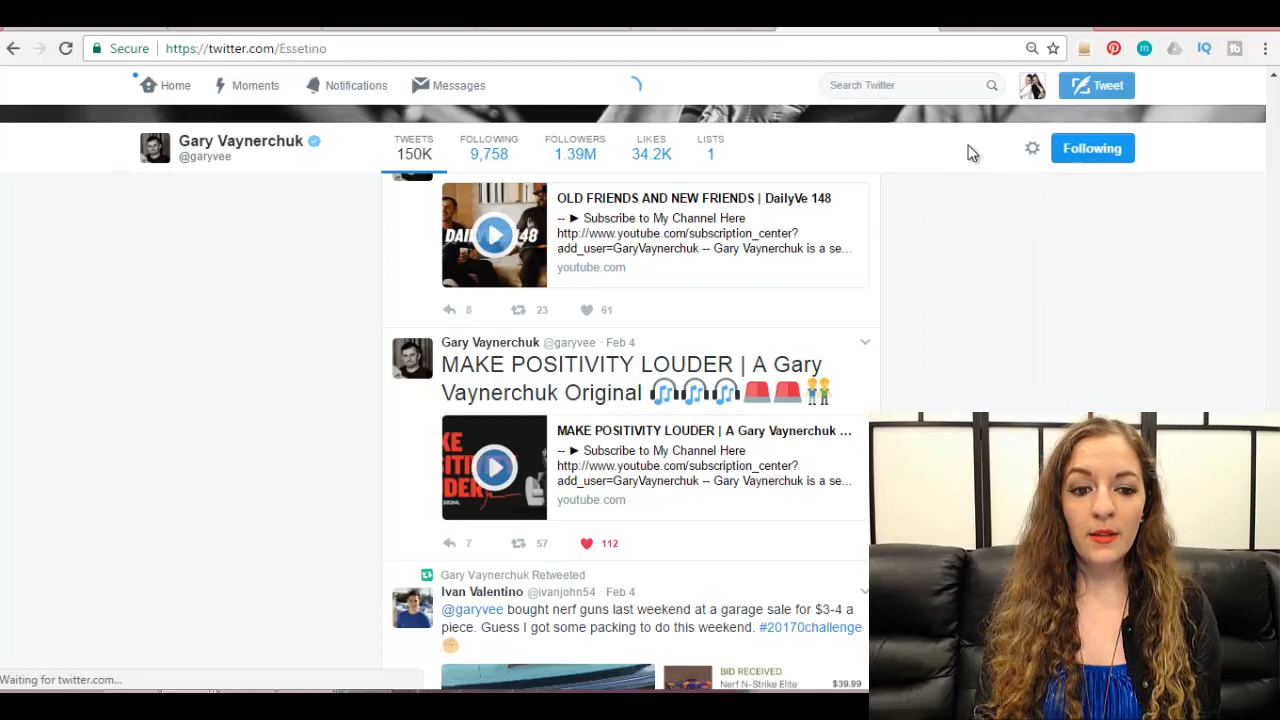 Secure https://twitter.com/Essetino
Home Moments Notifications Messages Search Twitter Tweet
Gary Vaynerchuk
@garyvee
TWEETS FOLLOWING FOLLOWERS LIKES LISTS
150K 9,758 1.39M 34.2K 1
Following
OLD FRIENDS AND NEW FRIENDS | DailyVe 148
-- ► Subscribe to My Channel Here
http://www.youtube.com/subscription_center?
add_user=GaryVaynerchuk -- Gary Vaynerchuk is a se...
youtube.com
8 23 61
Gary Vaynerchuk @garyvee · Feb 4
MAKE POSITIVITY LOUDER | A Gary
Vaynerchuk Original 🎧🎧🎧🚨🚨👬
MAKE POSITIVITY LOUDER | A Gary Vaynerchuk ...
-- ► Subscribe to My Channel Here
http://www.youtube.com/subscription_center?
add_user=GaryVaynerchuk -- Gary Vaynerchuk is a se...
youtube.com
7 57 112
Gary Vaynerchuk Retweeted
Ivan Valentino @ivanjohn54 · Feb 4
@garyvee bought nerf guns last weekend at a garage sale for $3-4 a
piece. Guess I got some packing to do this weekend. #20170challenge
BID RECEIVED
Nerf N-Strike Elite $39.99
Waiting for twitter.com...